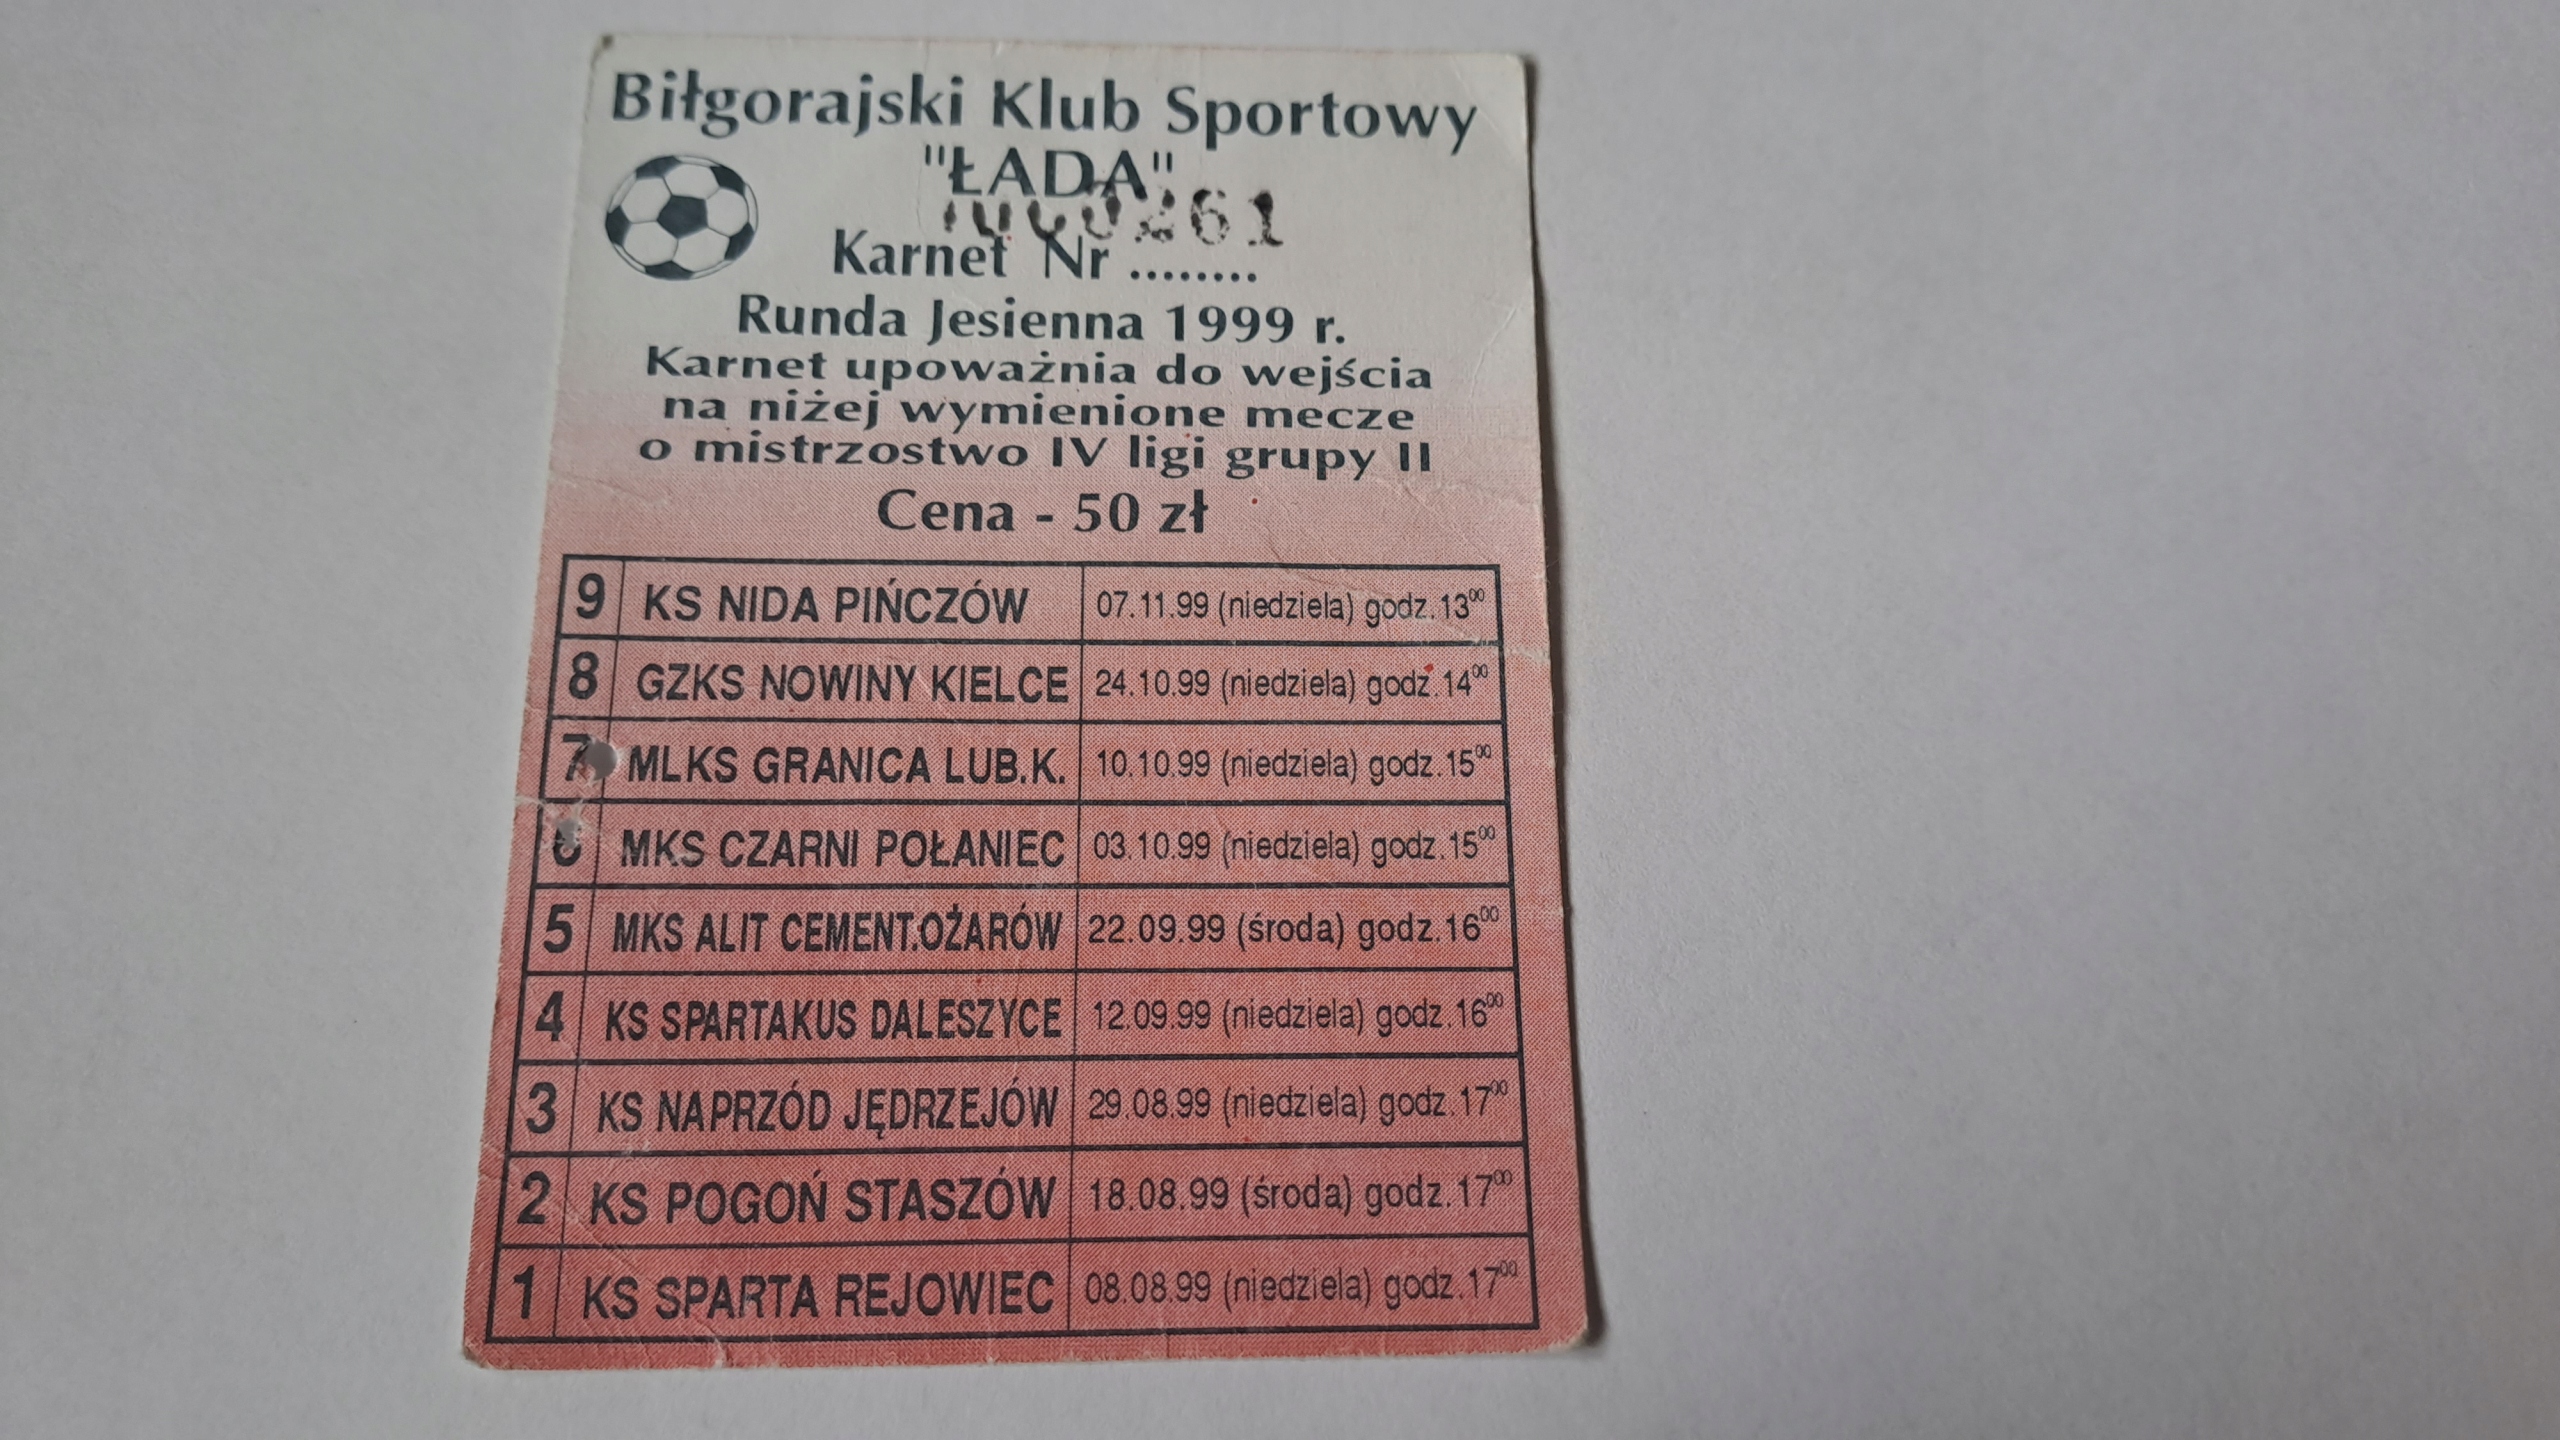 Biłgorajski Klub Sportowy
"ŁADA"
Karnet Nr ........
Runda Jesienna 1999 r.
Karnet upoważnia do wejścia
na niżej wymienione mecze
o mistrzostwo IV ligi grupy II
Cena - 50 zł
9 KS NIDA PIŃCZÓW 07.11.99 (niedziela) godz.13⁰⁰
8 GZKS NOWINY KIELCE 24.10.99 (niedziela) godz.14⁰⁰
7 MLKS GRANICA LUB.K. 10.10.99 (niedziela) godz.15⁰⁰
6 MKS CZARNI POŁANIEC 03.10.99 (niedziela) godz.15⁰⁰
5 MKS ALIT CEMENT.OŻARÓW 22.09.99 (środa) godz.16⁰⁰
4 KS SPARTAKUS DALESZYCE 12.09.99 (niedziela) godz.16⁰⁰
3 KS NAPRZÓD JĘDRZEJÓW 29.08.99 (niedziela) godz.17⁰⁰
2 KS POGOŃ STASZÓW 18.08.99 (środa) godz.17⁰⁰
1 KS SPARTA REJOWIEC 08.08.99 (niedziela) godz.17⁰⁰